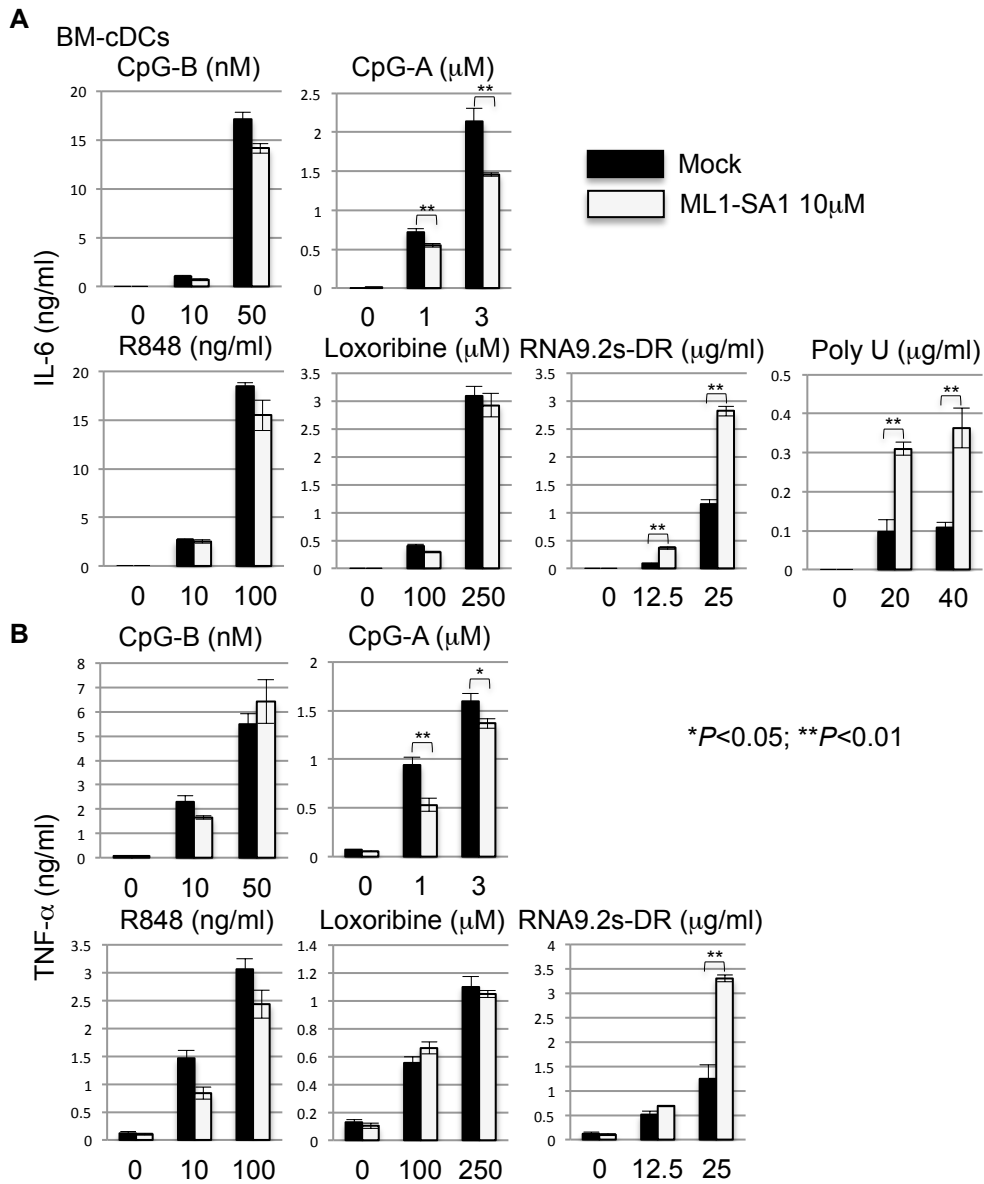 A
BM-cDCs
CpG-B (nM)
CpG-A (μM)
IL-6 (ng/ml)
20
15
10
5
0
0 10 50
2.5
2
1.5
1
0.5
0
** **
0 1 3
Mock
ML1-SA1 10μM
R848 (ng/ml)
Loxoribine (μM)
RNA9.2s-DR (μg/ml)
Poly U (μg/ml)
20
15
10
5
0
0 10 100
3.5
3
2.5
2
1.5
1
0.5
0
0 100 250
3.5
3
2.5
2
1.5
1
0.5
0
** **
0 12.5 25
0.5
0.4
0.3
0.2
0.1
0
** **
0 20 40
B
CpG-B (nM)
CpG-A (μM)
TNF-α (ng/ml)
8
7
6
5
4
3
2
1
0
0 10 50
2
1.5
1
0.5
0
** *
0 1 3
*P<0.05; **P<0.01
R848 (ng/ml)
Loxoribine (μM)
RNA9.2s-DR (μg/ml)
3.5
3
2.5
2
1.5
1
0.5
0
0 10 100
1.4
1.2
1
0.8
0.6
0.4
0.2
0
0 100 250
4
3.5
3
2.5
2
1.5
1
0.5
0
**
0 12.5 25